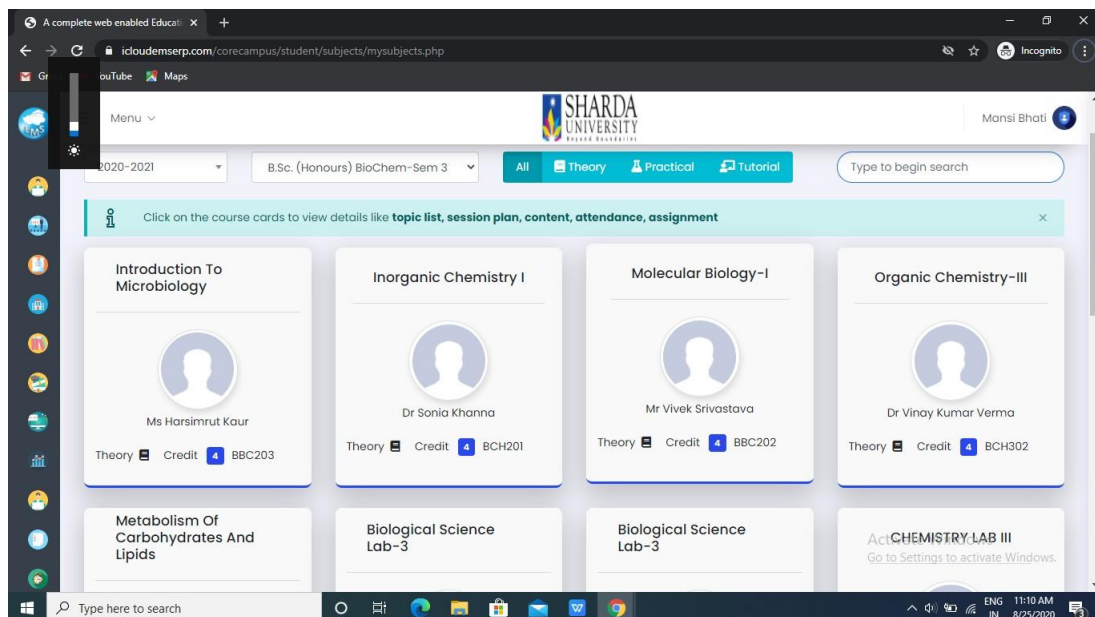 A complete web enabled Educati
icloudemserp.com/corecampus/student/subjects/mysubjects.php
Incognito
YouTube Maps
EMS
Menu
SHARDA
UNIVERSITY
Beyond Boundaries
Mansi Bhati
2020-2021
B.Sc. (Honours) BioChem-Sem 3
All Theory Practical Tutorial
Type to begin search
Click on the course cards to view details like topic list, session plan, content, attendance, assignment
Introduction To
Microbiology
Ms Harsimrut Kaur
Theory Credit 4 BBC203
Inorganic Chemistry I
Dr Sonia Khanna
Theory Credit 4 BCH201
Molecular Biology-I
Mr Vivek Srivastava
Theory Credit 4 BBC202
Organic Chemistry-III
Dr Vinay Kumar Verma
Theory Credit 4 BCH302
Metabolism Of
Carbohydrates And
Lipids
Biological Science
Lab-3
Biological Science
Lab-3
CHEMISTRY LAB III
Activate Windows
Go to Settings to activate Windows.
Type here to search
ENG
IN
11:10 AM
8/25/2020
3